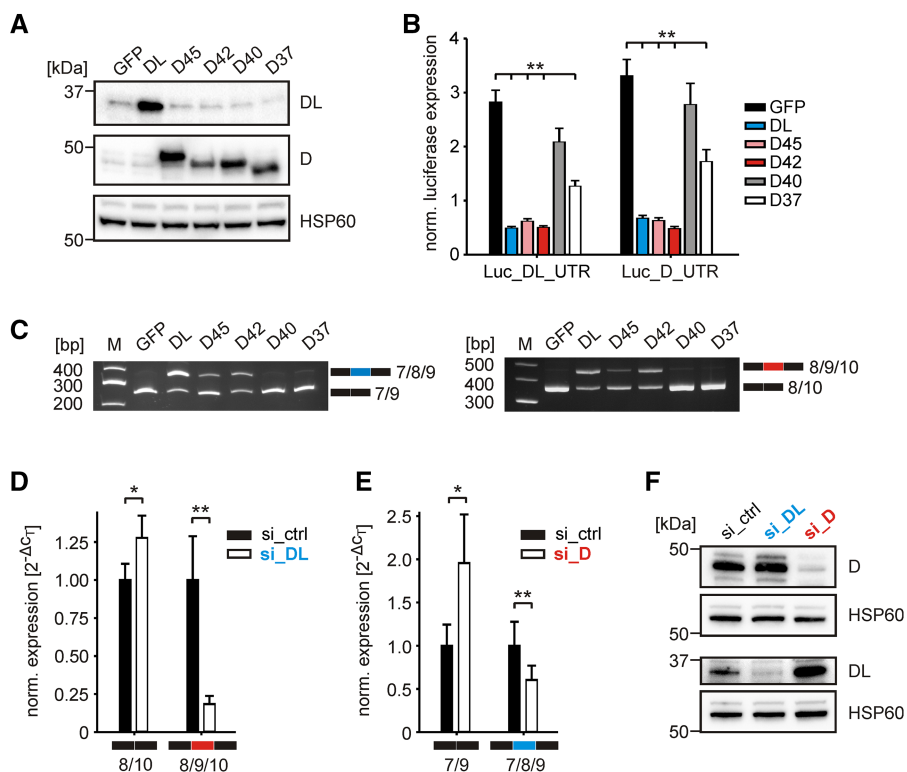 A
[kDa]
GFP DL D45 D42 D40 D37
37
DL
50
D
HSP60
50
B
norm. luciferase expression
4
3
2
1
0
**
**
Luc_DL_UTR
Luc_D_UTR
GFP
DL
D45
D42
D40
D37
C
[bp] M GFP DL D45 D42 D40 D37
400
300
200
7/8/9
7/9
[bp] M GFP DL D45 D42 D40 D37
500
400
300
8/9/10
8/10
D
norm. expression [2^-ΔcT]
1.25
1.00
0.75
0.50
0.25
0
*
**
si_ctrl
si_DL
8/10
8/9/10
E
norm. expression [2^-ΔcT]
2.5
2.0
1.5
1.0
0.5
0
*
**
si_ctrl
si_D
7/9
7/8/9
F
[kDa]
si_ctrl si_DL si_D
50
D
HSP60
50
37
DL
HSP60
50